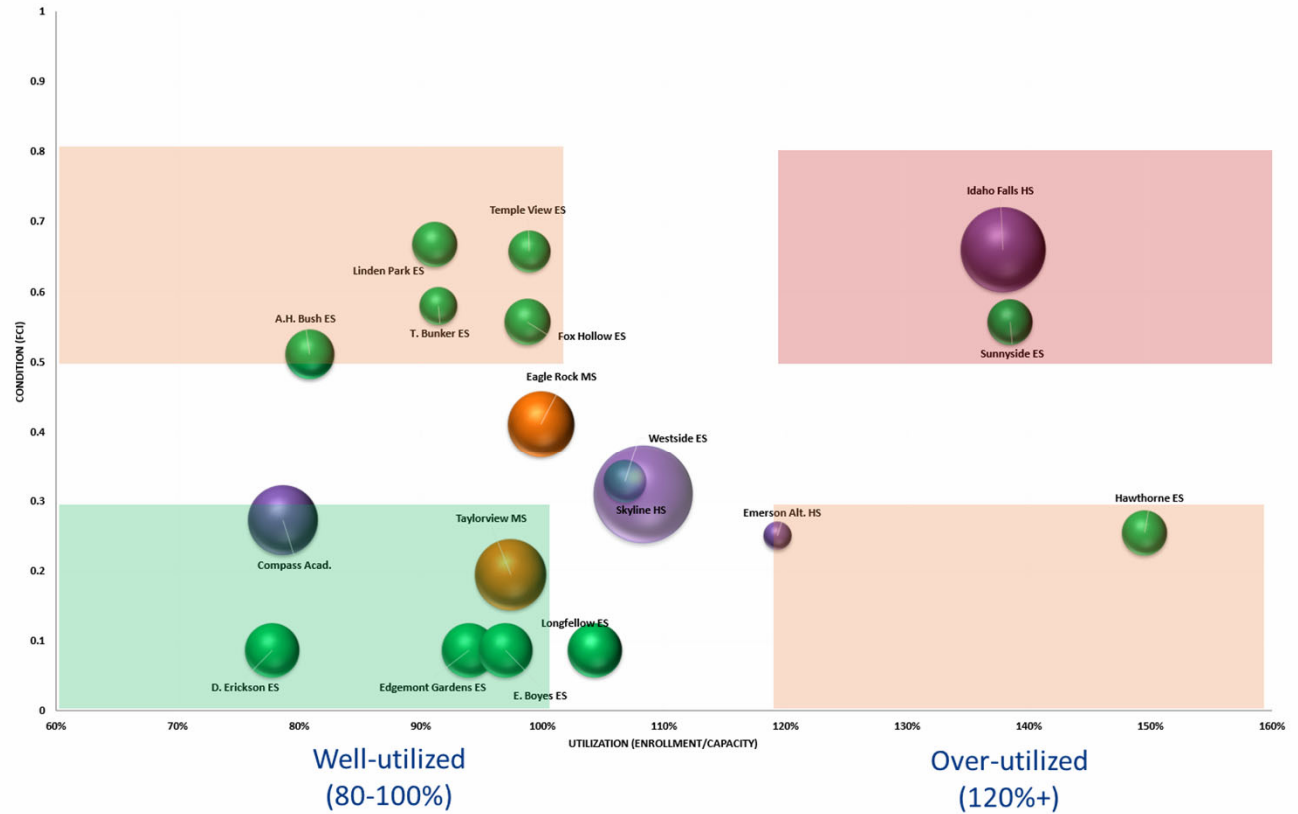 1
0.9
0.8
0.7
0.6
0.5
0.4
0.3
0.2
0.1
0
CONDITION (FCI)
Idaho Falls HS
Temple View ES
Linden Park ES
A.H. Bush ES
T. Bunker ES
Fox Hollow ES
Sunnyside ES
Eagle Rock MS
Westside ES
Skyline HS
Hawthorne ES
Emerson Alt. HS
Taylorview MS
Compass Acad.
Longfellow ES
D. Erickson ES
Edgemont Gardens ES
E. Boyes ES
60%
70%
80%
90%
100%
110%
120%
130%
140%
150%
160%
UTILIZATION (ENROLLMENT/CAPACITY)
Well-utilized
(80-100%)
Over-utilized
(120%+)